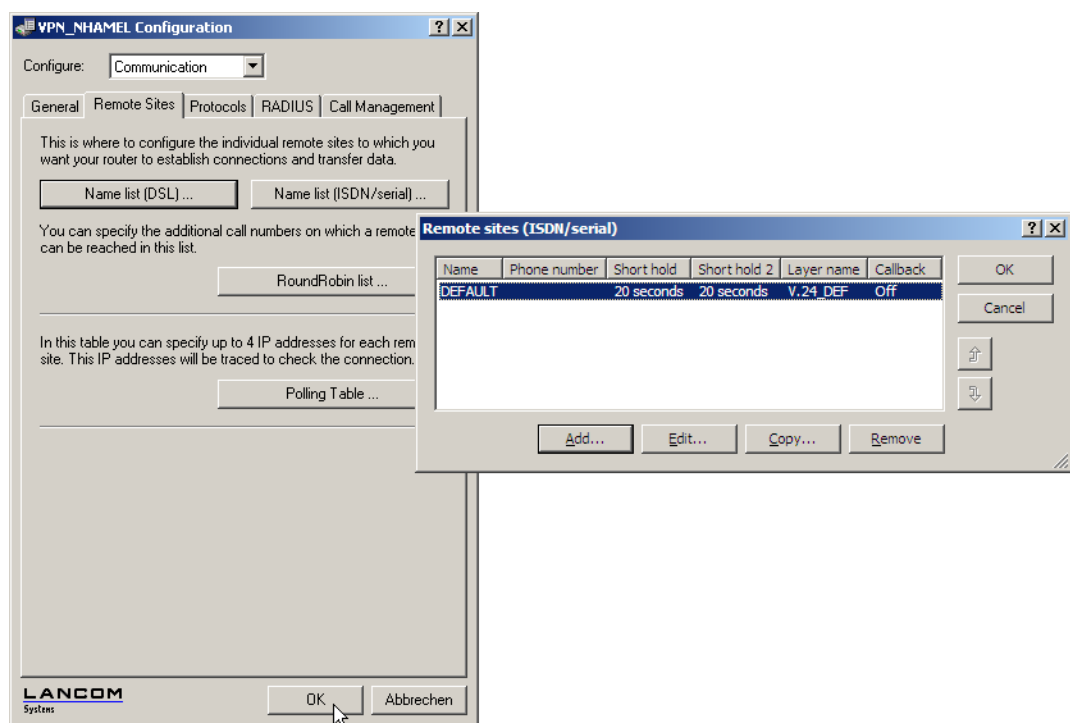 VPN_NHAMEL Configuration
Configure: Communication
General Remote Sites Protocols RADIUS Call Management
This is where to configure the individual remote sites to which you
want your router to establish connections and transfer data.
Name list (DSL) ... Name list (ISDN/serial) ...
You can specify the additional call numbers on which a remote
can be reached in this list.
RoundRobin list ...
In this table you can specify up to 4 IP addresses for each rem
site. This IP addresses will be traced to check the connection.
Polling Table ...
LANCOM
Systems
OK Abbrechen
Remote sites (ISDN/serial)
Name Phone number Short hold Short hold 2 Layer name Callback
DEFAULT 20 seconds 20 seconds V.24_DEF Off
OK
Cancel
Add... Edit... Copy... Remove